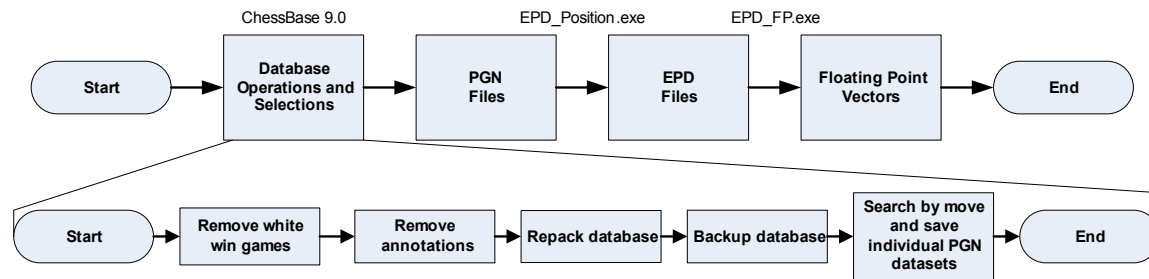 ChessBase 9.0
EPD_Position.exe
EPD_FP.exe
Start
Database
Operations and
Selections
PGN
Files
EPD
Files
Floating Point
Vectors
End
Start
Remove white
win games
Remove
annotations
Repack database
Backup database
Search by move
and save
individual PGN
datasets
End